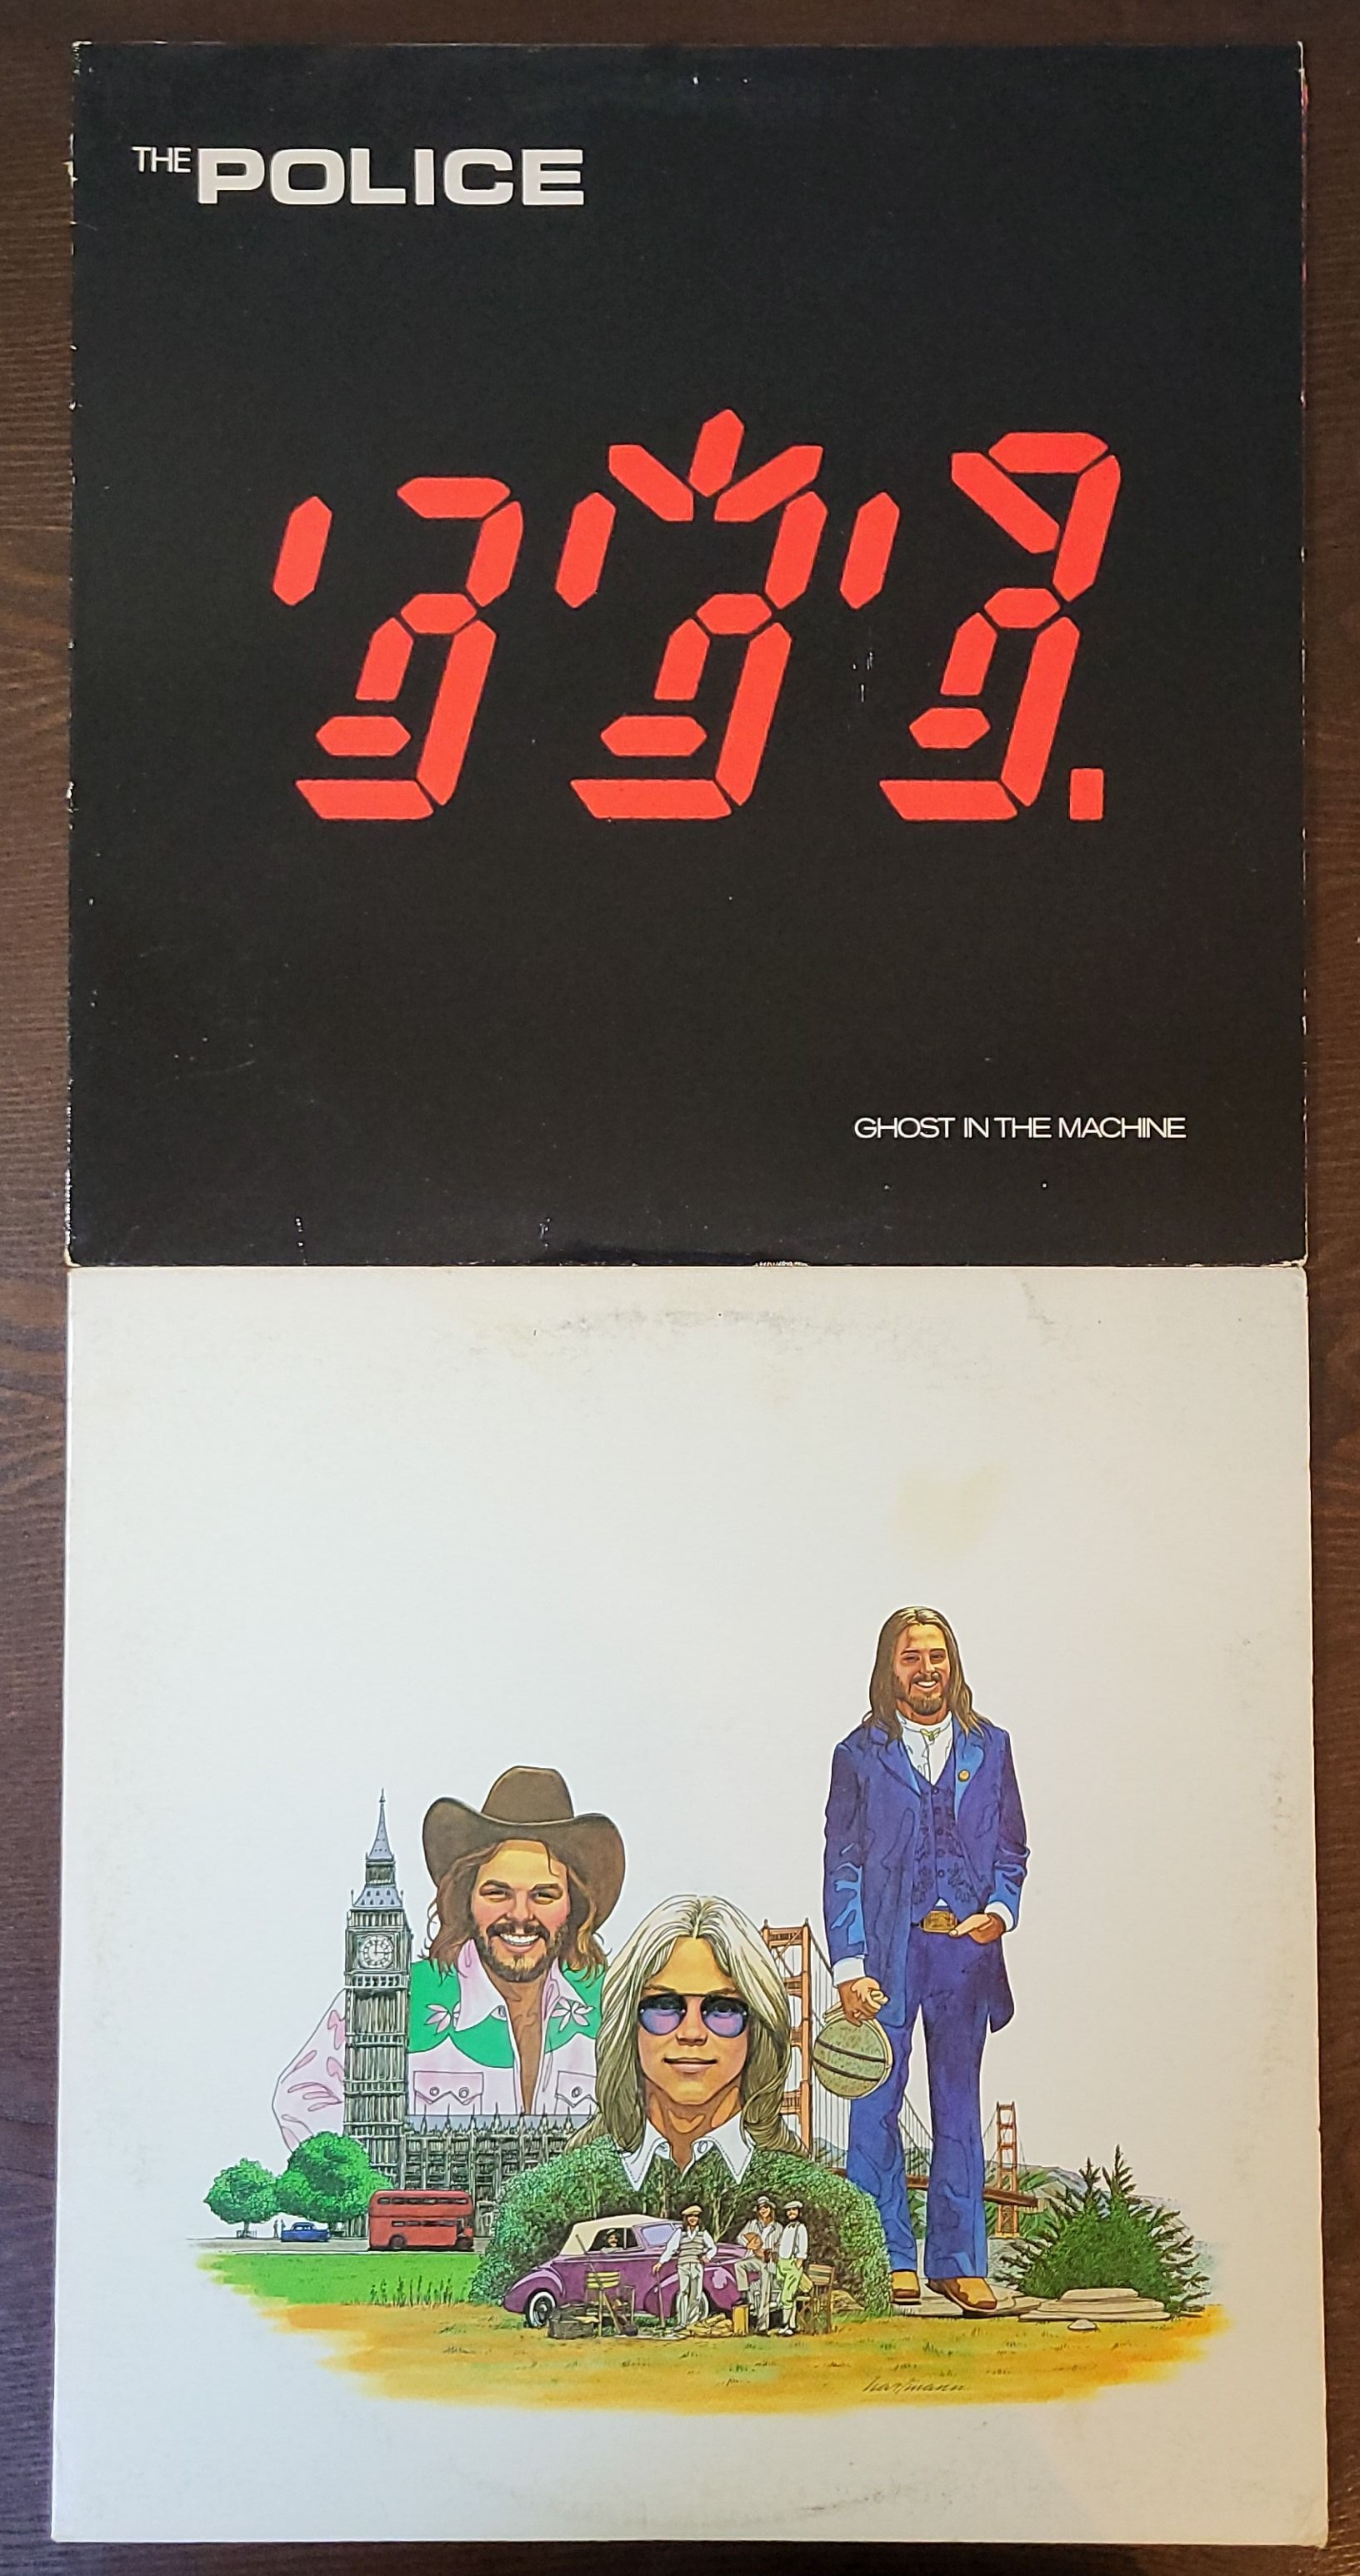 THE POLICE
GHOST IN THE MACHINE
hartmann